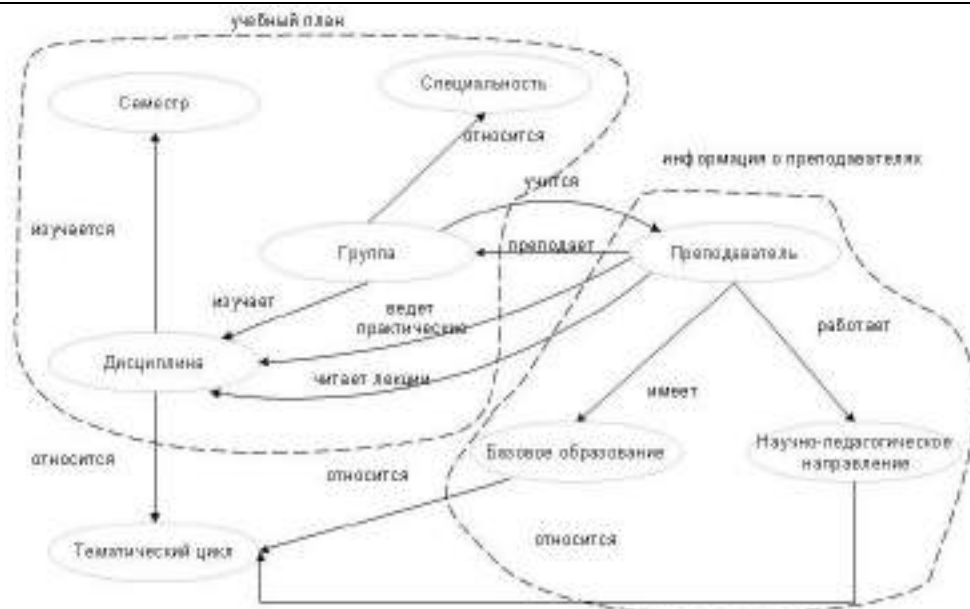 учебный план
Специальность
Семестр
относится
информация о преподавателях
учится
изучается
Группа
преподает
Преподаватель
изучает
ведет
практические
работает
Дисциплина
читает лекции
имеет
относится
Базовое образование
Научно-педагогическое
направление
относится
относится
Тематический цикл